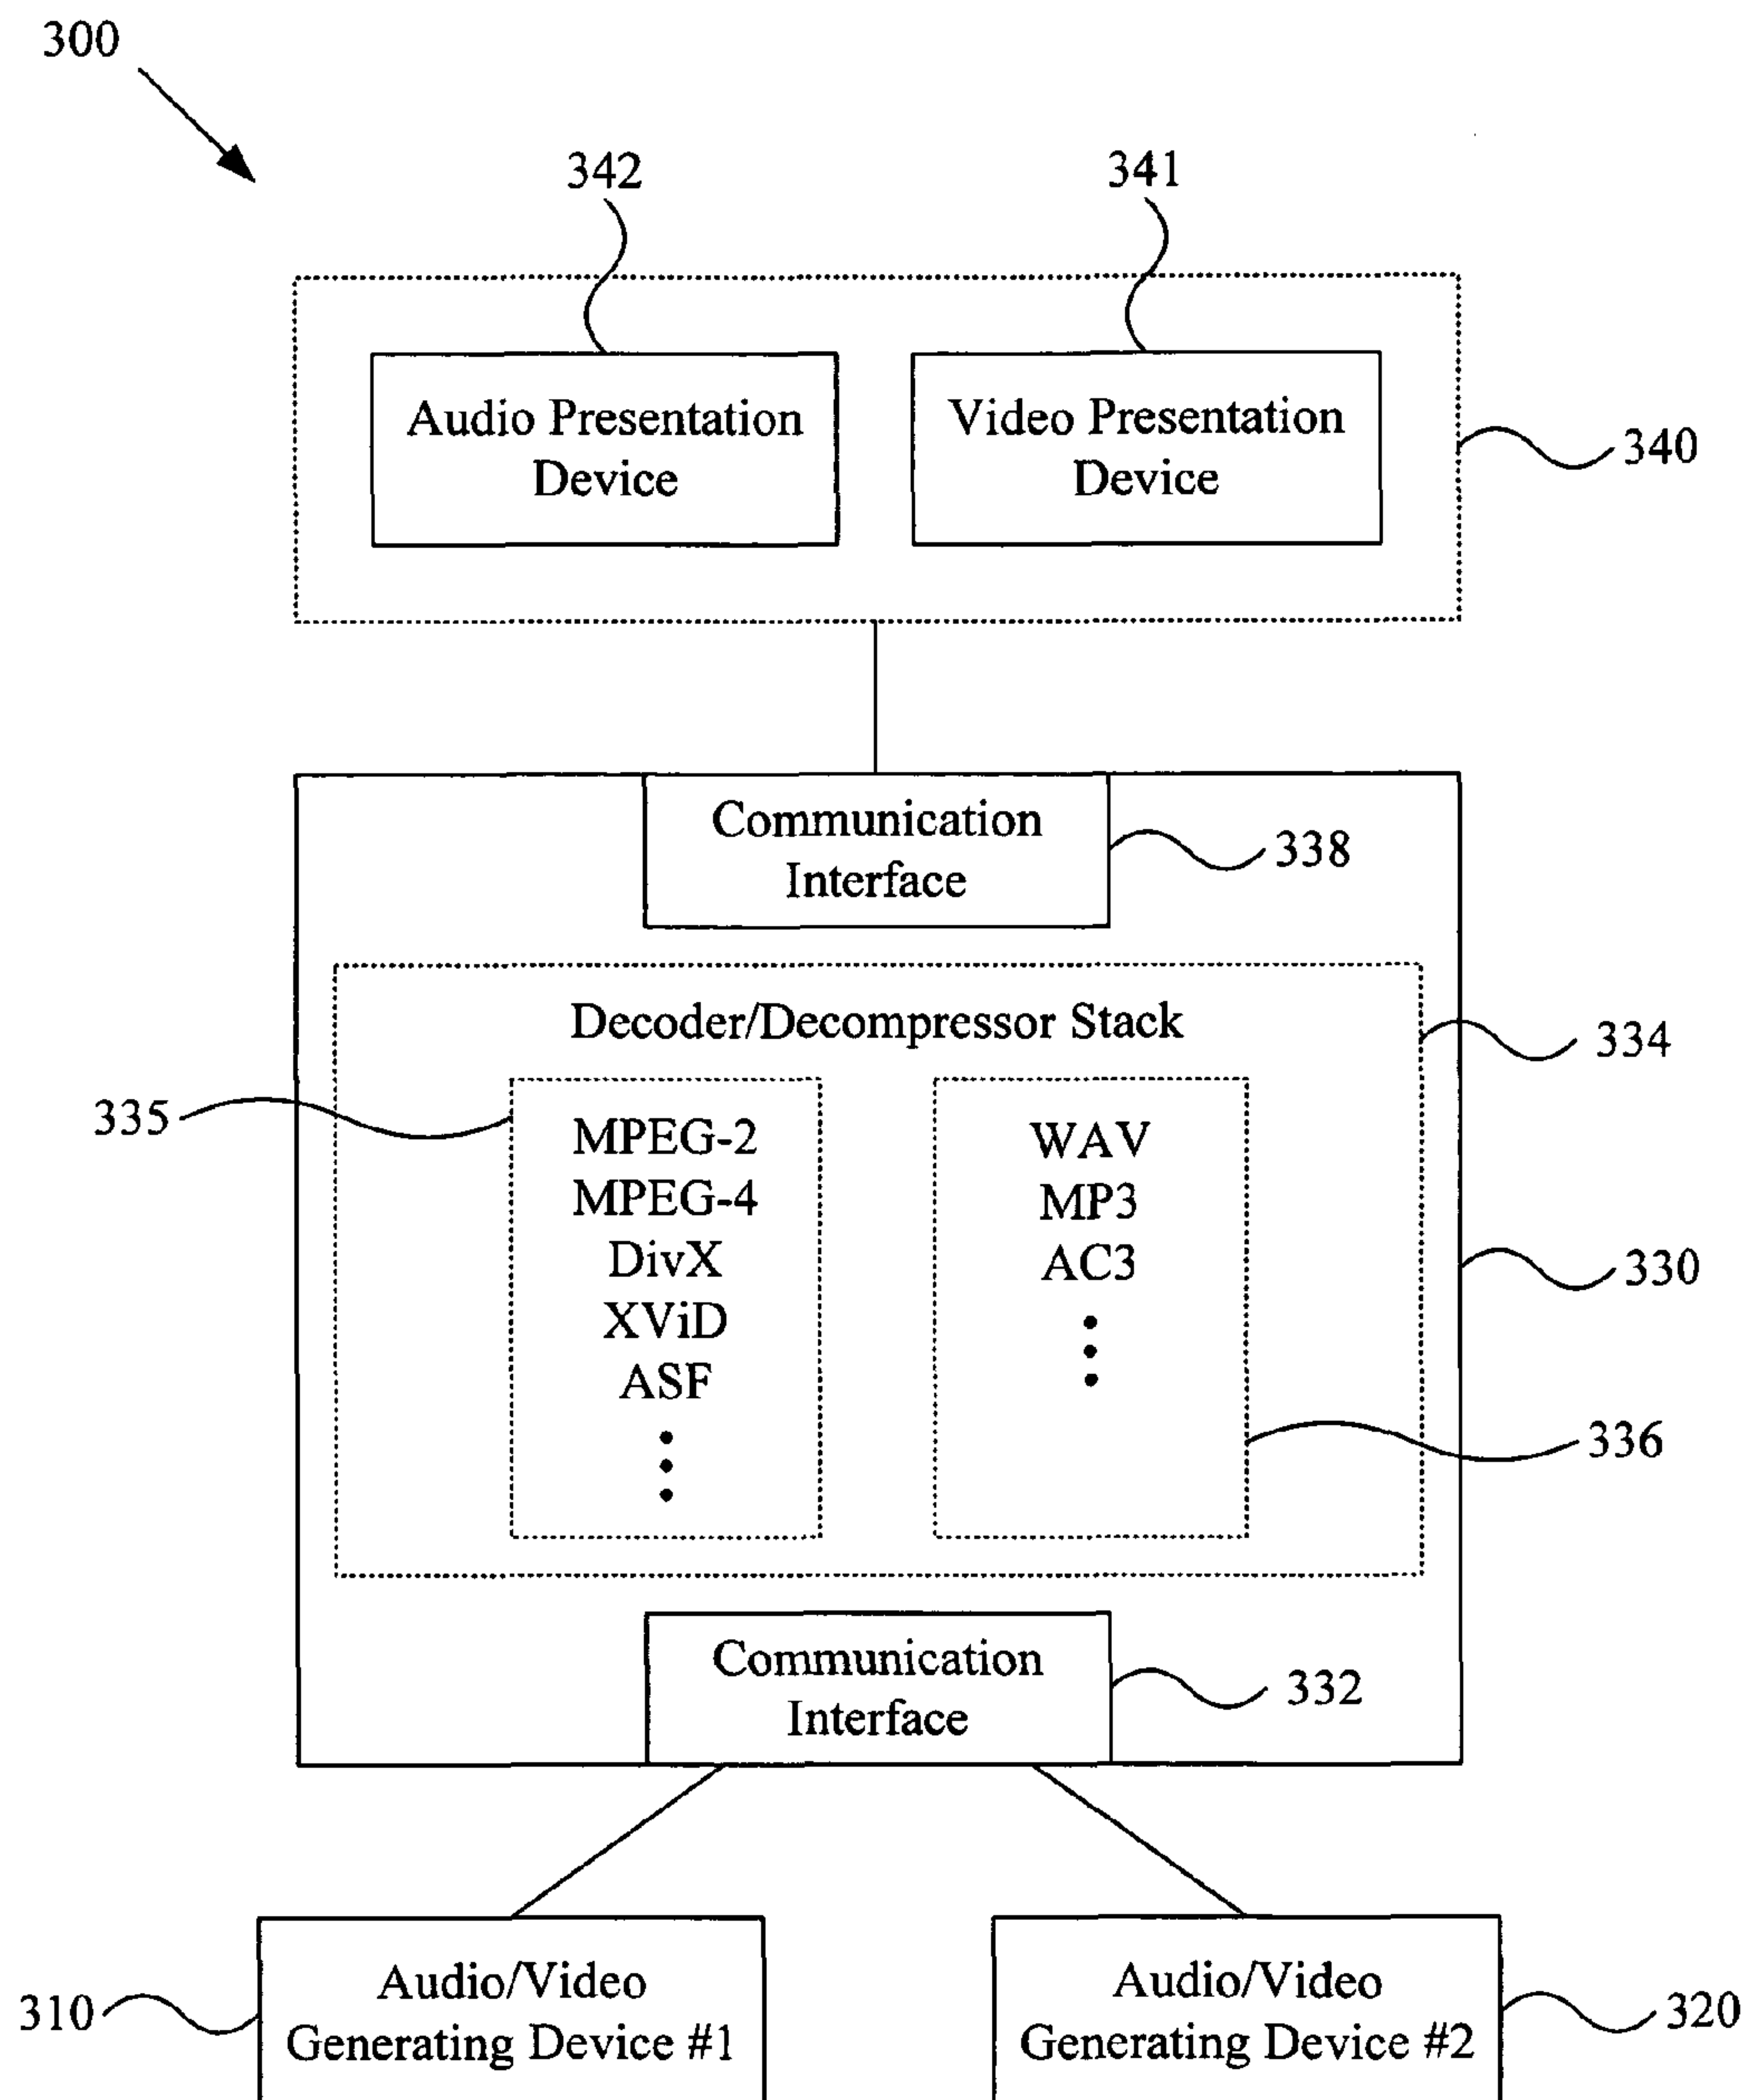 300
342
341
Audio Presentation
Device
Video Presentation
Device
340
Communication
Interface
338
Decoder/Decompressor Stack
334
335
MPEG-2
MPEG-4
DivX
XViD
ASF
WAV
MP3
AC3
330
336
Communication
Interface
332
310
Audio/Video
Generating Device #1
Audio/Video
Generating Device #2
320